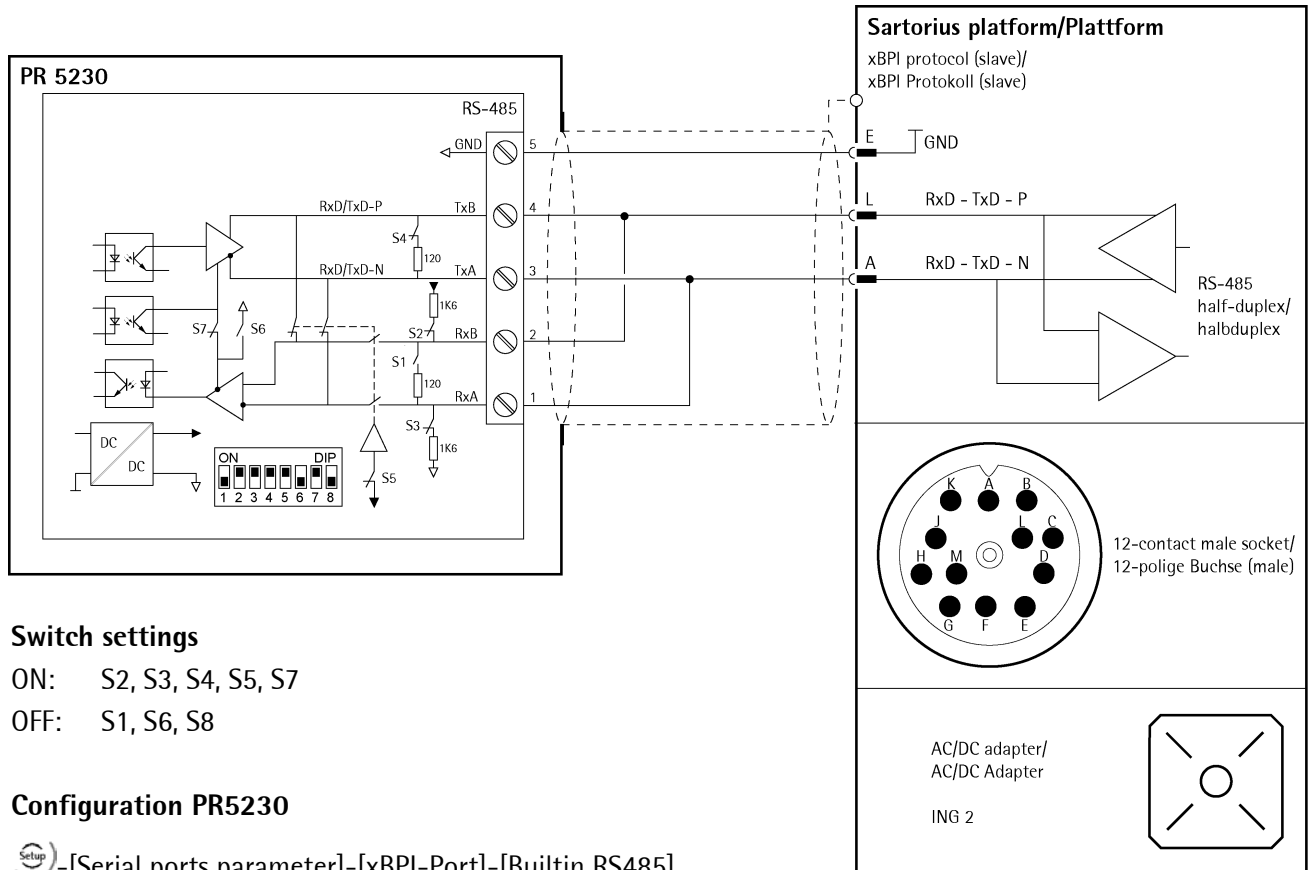 Sartorius platform/Plattform
xBPI protocol (slave)/
xBPI Protokoll (slave)
PR 5230
RS-485
GND
5
E
GND
RxD/TxD-P
TxB
4
L
RxD - TxD - P
S4
120
RxD/TxD-N
TxA
3
A
RxD - TxD - N
1K6
RS-485
half-duplex/
halbduplex
S7
S6
S2
RxB
2
S1
120
RxA
1
S3
1K6
DC
DC
ON DIP
1 2 3 4 5 6 7 8
S5
K A B
J L C
H M D
G F E
12-contact male socket/
12-polige Buchse (male)
Switch settings
ON: S2, S3, S4, S5, S7
OFF: S1, S6, S8
AC/DC adapter/
AC/DC Adapter
ING 2
Configuration PR5230
Setup -[Serial ports parameter]-[xBPI-Port]-[Builtin RS485]